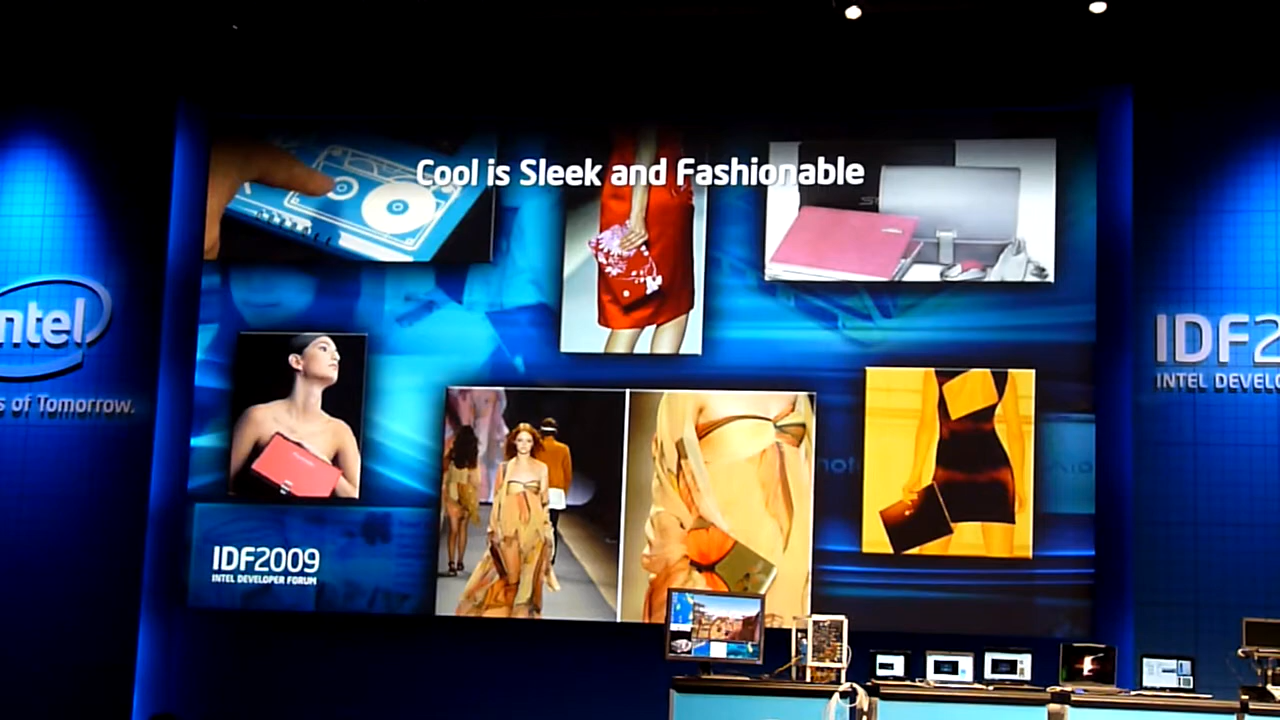 Cool is Sleek and Fashionable
ntel
s of Tomorrow.
IDF2
INTEL DEVELO
IDF2009
INTEL DEVELOPER FORUM